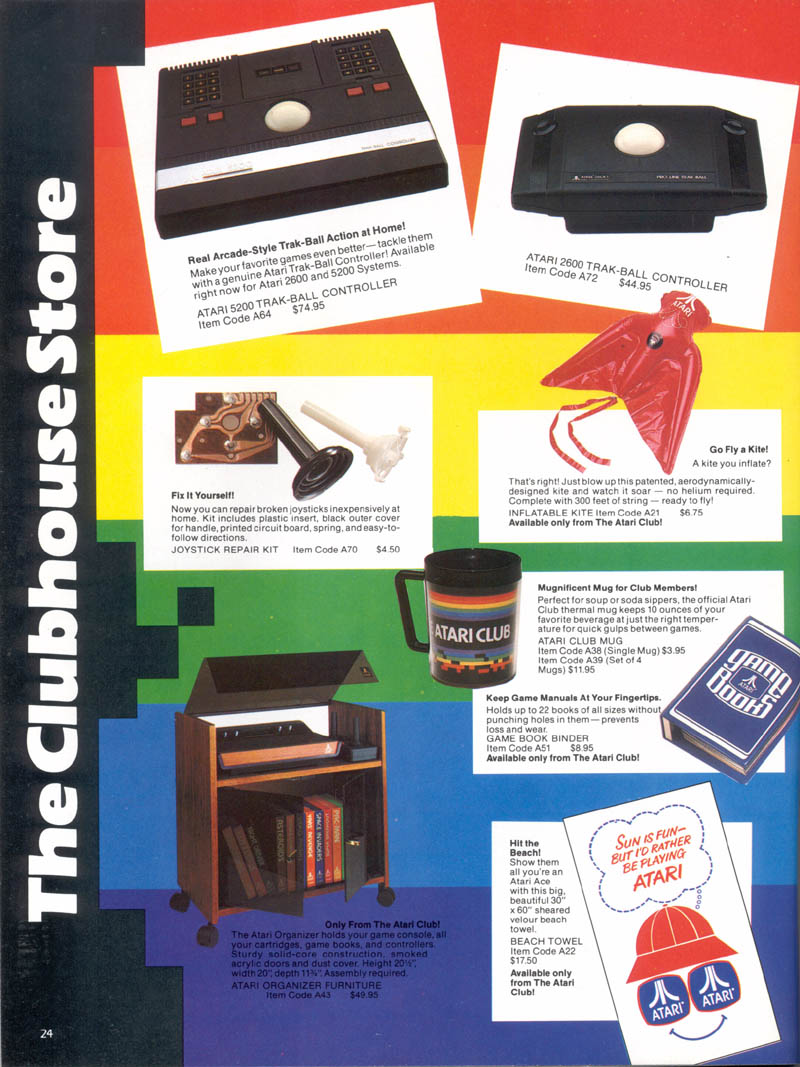 The Clubhouse Store
Real Arcade-Style Trak-Ball Action at Home!
Make your favorite games even better—tackle them
with a genuine Atari Trak-Ball Controller! Available
right now for Atari 2600 and 5200 Systems.
ATARI 5200 TRAK-BALL CONTROLLER
Item Code A64 $74.95
TRAK-BALL CONTROLLER
PRO-LINE TRAK-BALL
ATARI 2600 TRAK-BALL CONTROLLER
Item Code A72 $44.95
ATARI
Go Fly a Kite!
A kite you inflate?
That's right! Just blow up this patented, aerodynamically-
designed kite and watch it soar — no helium required.
Complete with 300 feet of string — ready to fly!
INFLATABLE KITE Item Code A21 $6.75
Available only from The Atari Club!
Fix It Yourself!
Now you can repair broken joysticks inexpensively at
home. Kit includes plastic insert, black outer cover
for handle, printed circuit board, spring, and easy-to-
follow directions.
JOYSTICK REPAIR KIT Item Code A70 $4.50
ATARI CLUB
Mugnificent Mug for Club Members!
Perfect for soup or soda sippers, the official Atari
Club thermal mug keeps 10 ounces of your
favorite beverage at just the right temper-
ature for quick gulps between games.
ATARI CLUB MUG
Item Code A38 (Single Mug) $3.95
Item Code A39 (Set of 4
Mugs) $11.95
Keep Game Manuals At Your Fingertips.
Holds up to 22 books of all sizes without
punching holes in them — prevents
loss and wear.
GAME BOOK BINDER
Item Code A51 $8.95
Available only from The Atari Club!
game
ATARI
Books
ASTEROIDS
SPACE INVADERS
Only From The Atari Club!
The Atari Organizer holds your game console, all
your cartridges, game books, and controllers.
Sturdy solid-core construction, smoked
acrylic doors and dust cover. Height 20½",
width 20", depth 11¾". Assembly required.
ATARI ORGANIZER FURNITURE
Item Code A43 $49.95
Hit the
Beach!
Show them
all you're an
Atari Ace
with this big,
beautiful 30"
x 60" sheared
velour beach
towel.
BEACH TOWEL
Item Code A22
$17.50
Available only
from The Atari
Club!
SUN IS FUN—
BUT I'D RATHER
BE PLAYING
ATARI
ATARI
ATARI
24